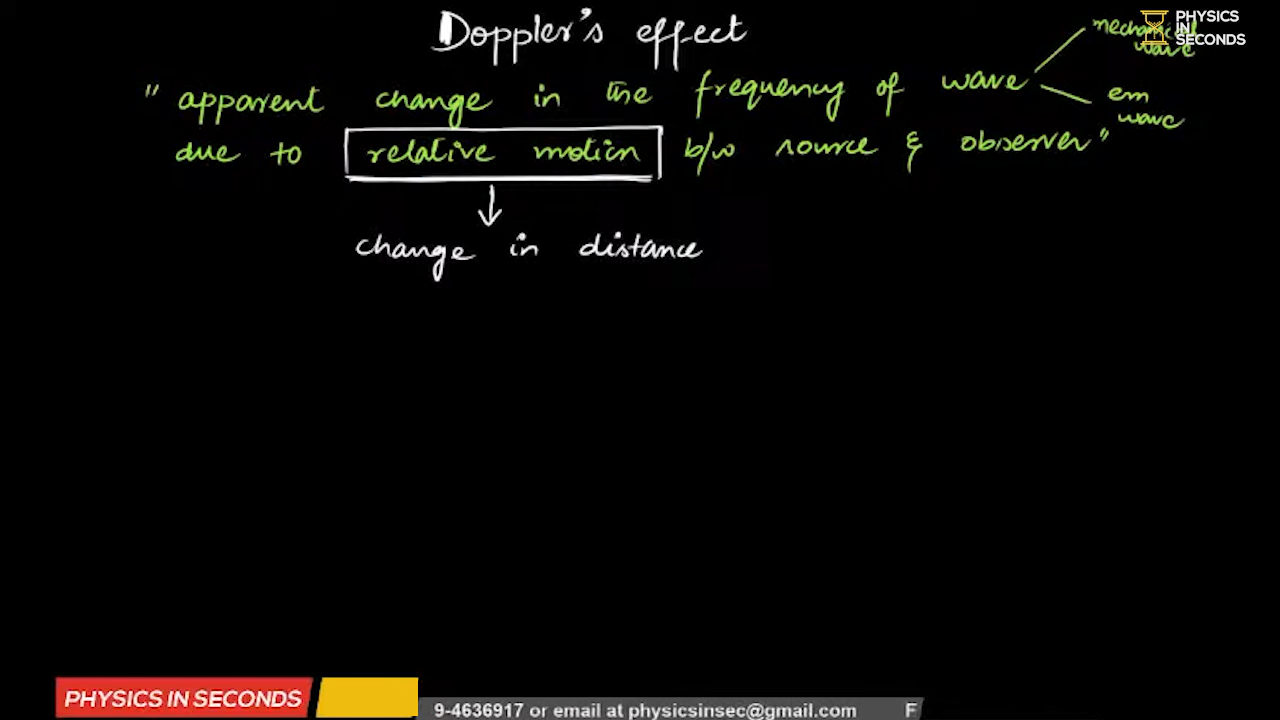 Doppler's effect
mechanical
wave
PHYSICS
IN
SECONDS
" apparent change in the frequency of wave
em
wave
due to relative motion b/w source & observer"
change in distance
PHYSICS IN SECONDS
9-4636917 or email at physicsinsec@gmail.com F